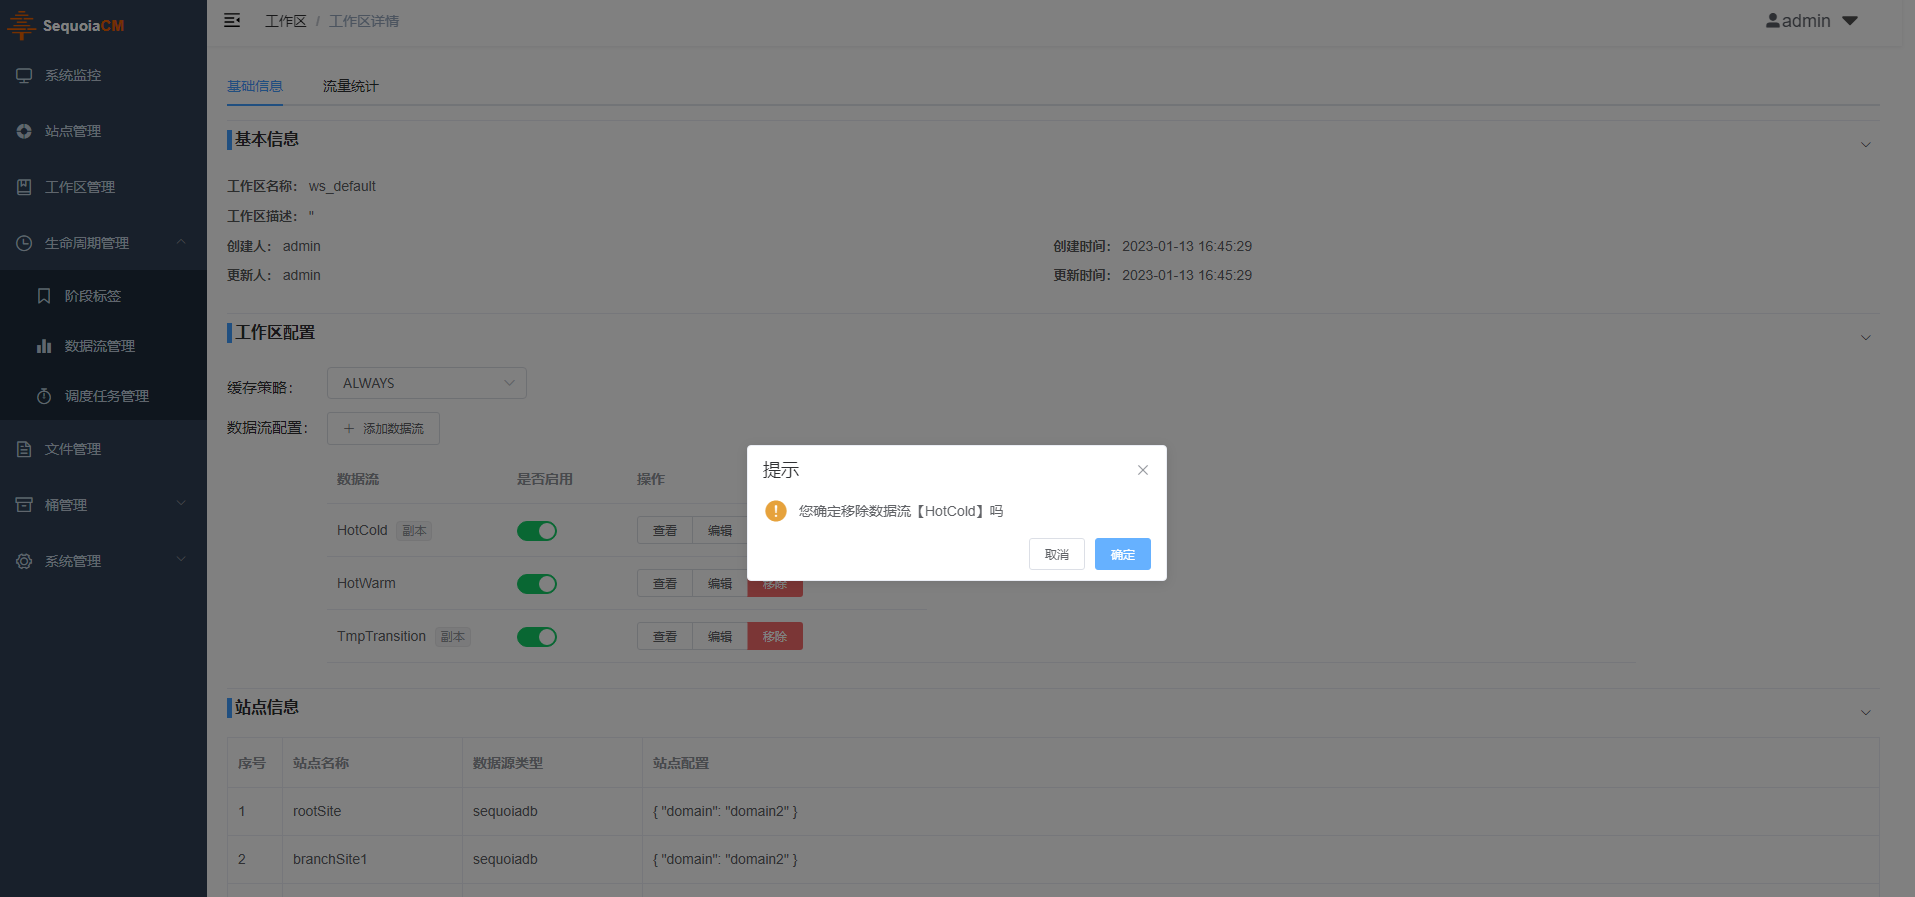 SequoiaCM
工作区 / 工作区详情
admin
系统监控
站点管理
工作区管理
生命周期管理
阶段标签
数据流管理
调度任务管理
文件管理
桶管理
系统管理
基础信息 流量统计
基本信息
工作区名称： ws_default
工作区描述： "
创建人： admin 创建时间： 2023-01-13 16:45:29
更新人： admin 更新时间： 2023-01-13 16:45:29
工作区配置
缓存策略： ALWAYS
数据流配置： + 添加数据流
数据流 是否启用 操作
HotCold 副本 查看 编辑
HotWarm 查看 编辑 移除
TmpTransition 副本 查看 编辑 移除
提示
! 您确定移除数据流【HotCold】吗
取消 确定
站点信息
序号 站点名称 数据源类型 站点配置
1 rootSite sequoiadb { "domain": "domain2" }
2 branchSite1 sequoiadb { "domain": "domain2" }